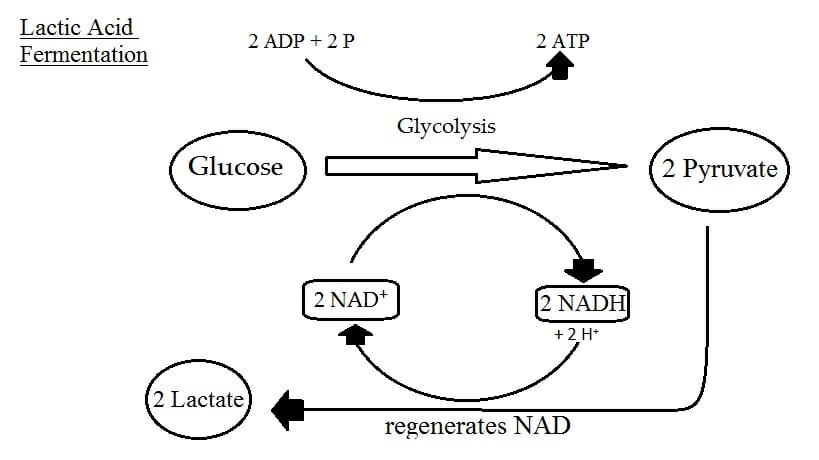 Lactic Acid
Fermentation
2 ADP + 2 P
2 ATP
Glycolysis
Glucose
2 Pyruvate
2 NAD⁺
2 NADH
+ 2 H⁺
2 Lactate
regenerates NAD